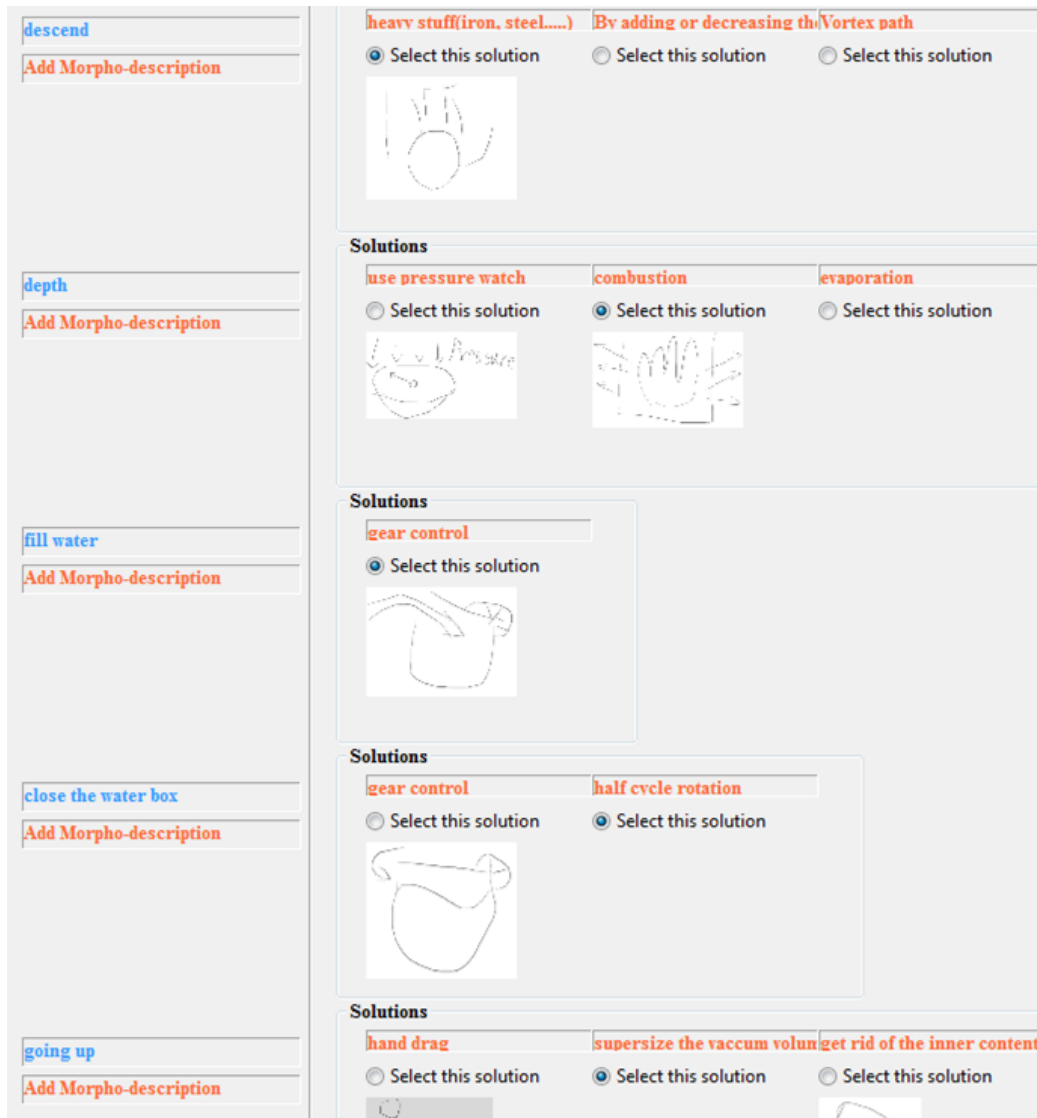 descend
Add Morpho-description
heavy stuff(iron, steel.....) By adding or decreasing the Vortex path
Select this solution Select this solution Select this solution
Solutions
depth
Add Morpho-description
use pressure watch combustion evaporation
Select this solution Select this solution Select this solution
Pressure
Solutions
fill water
Add Morpho-description
gear control
Select this solution
Solutions
close the water box
Add Morpho-description
gear control half cycle rotation
Select this solution Select this solution
Solutions
going up
Add Morpho-description
hand drag supersize the vaccum volum get rid of the inner content
Select this solution Select this solution Select this solution